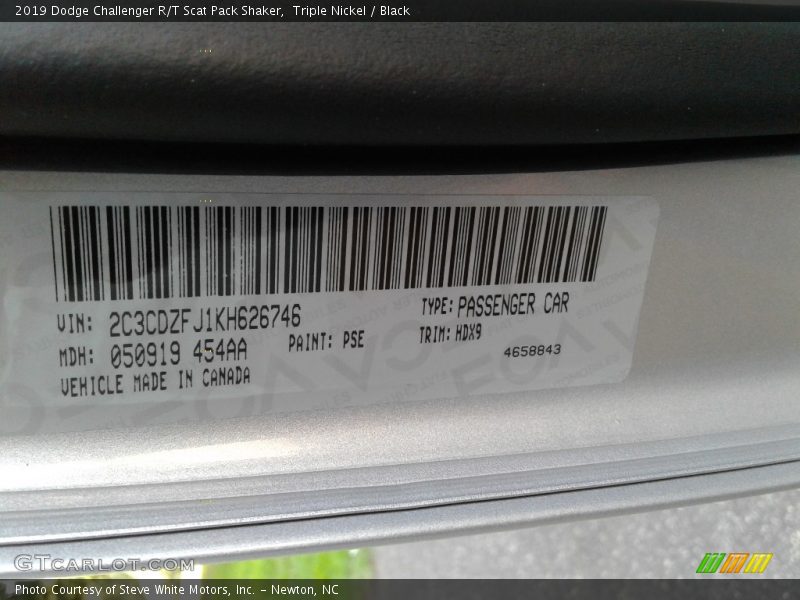 2019 Dodge Challenger R/T Scat Pack Shaker,  Triple Nickel / Black
VIN: 2C3CDZFJ1KH626746
TYPE: PASSENGER CAR
MDH: 050919 454AA
PAINT: PSE
TRIM: HDX9
4658843
VEHICLE MADE IN CANADA
GTCARLOT.COM
Photo Courtesy of Steve White Motors, Inc. – Newton, NC